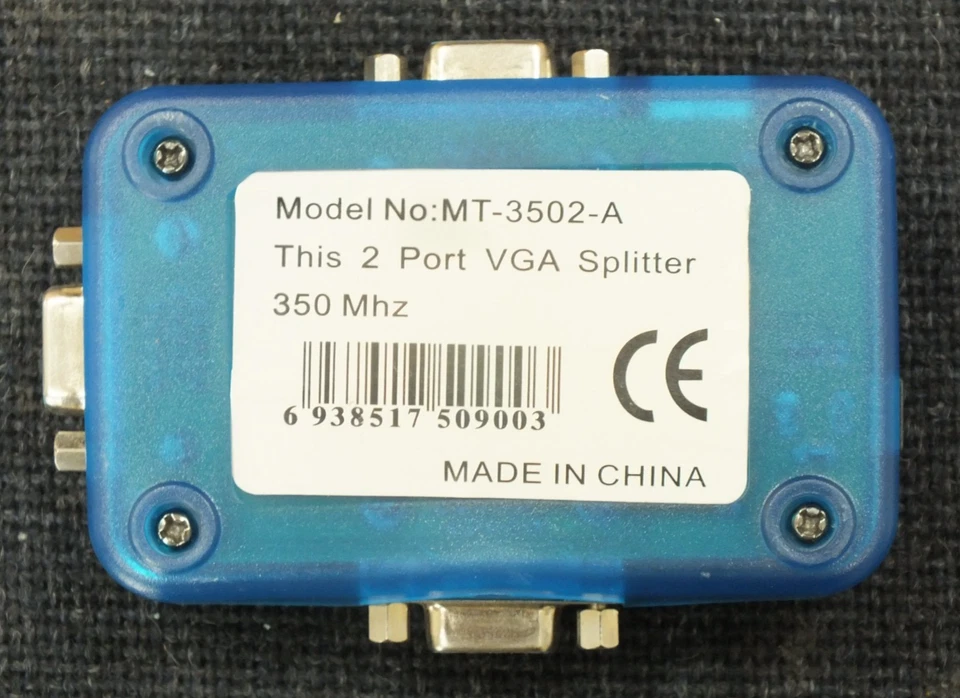 Model No:MT-3502-A
This 2 Port VGA Splitter
350 Mhz
CE
6 938517 509003
MADE IN CHINA